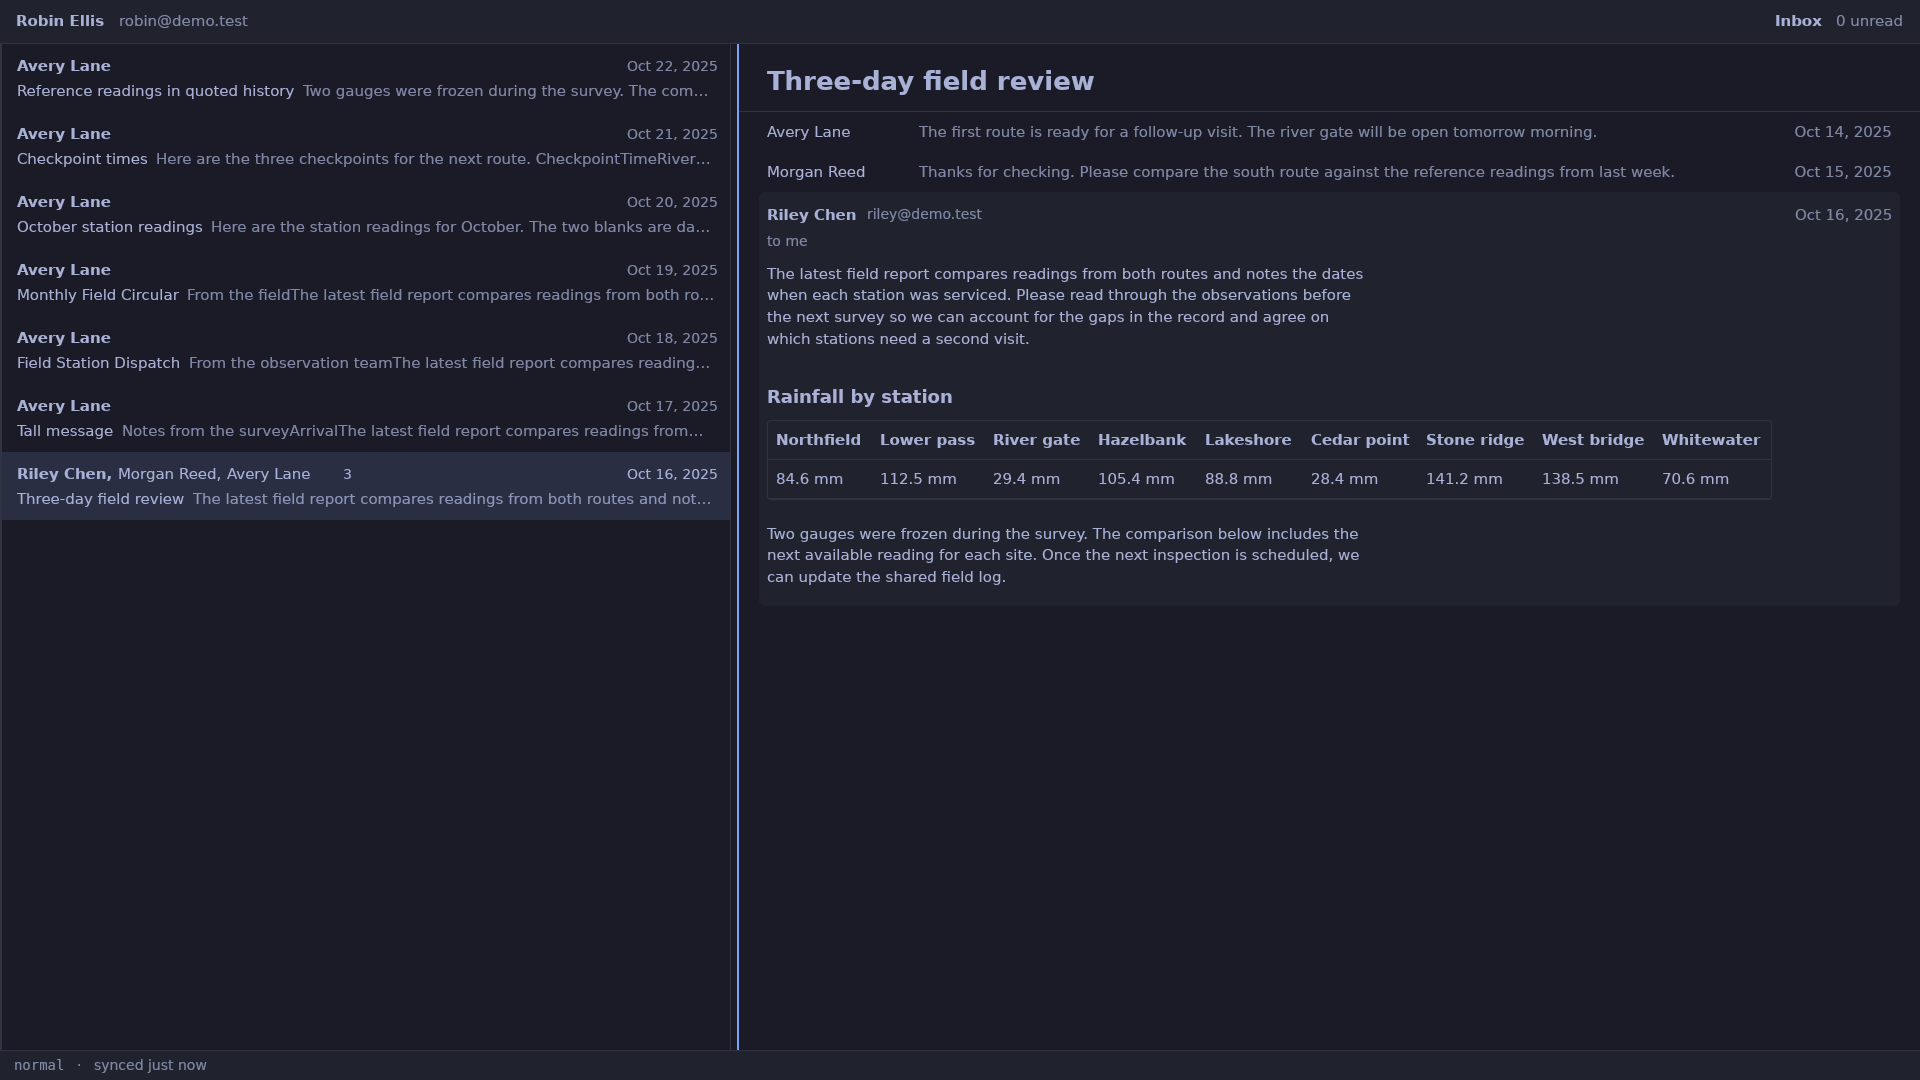 Robin Ellis robin@demo.test
Inbox 0 unread
Avery Lane Oct 22, 2025
Reference readings in quoted history Two gauges were frozen during the survey. The com…
Avery Lane Oct 21, 2025
Checkpoint times Here are the three checkpoints for the next route. CheckpointTimeRiver…
Avery Lane Oct 20, 2025
October station readings Here are the station readings for October. The two blanks are da…
Avery Lane Oct 19, 2025
Monthly Field Circular From the fieldThe latest field report compares readings from both ro…
Avery Lane Oct 18, 2025
Field Station Dispatch From the observation teamThe latest field report compares reading…
Avery Lane Oct 17, 2025
Tall message Notes from the surveyArrivalThe latest field report compares readings from…
Riley Chen, Morgan Reed, Avery Lane 3 Oct 16, 2025
Three-day field review The latest field report compares readings from both routes and not…
Three-day field review
Avery Lane The first route is ready for a follow-up visit. The river gate will be open tomorrow morning. Oct 14, 2025
Morgan Reed Thanks for checking. Please compare the south route against the reference readings from last week. Oct 15, 2025
Riley Chen riley@demo.test Oct 16, 2025
to me
The latest field report compares readings from both routes and notes the dates
when each station was serviced. Please read through the observations before
the next survey so we can account for the gaps in the record and agree on
which stations need a second visit.
Rainfall by station
Northfield Lower pass River gate Hazelbank Lakeshore Cedar point Stone ridge West bridge Whitewater
84.6 mm 112.5 mm 29.4 mm 105.4 mm 88.8 mm 28.4 mm 141.2 mm 138.5 mm 70.6 mm
Two gauges were frozen during the survey. The comparison below includes the
next available reading for each site. Once the next inspection is scheduled, we
can update the shared field log.
normal · synced just now